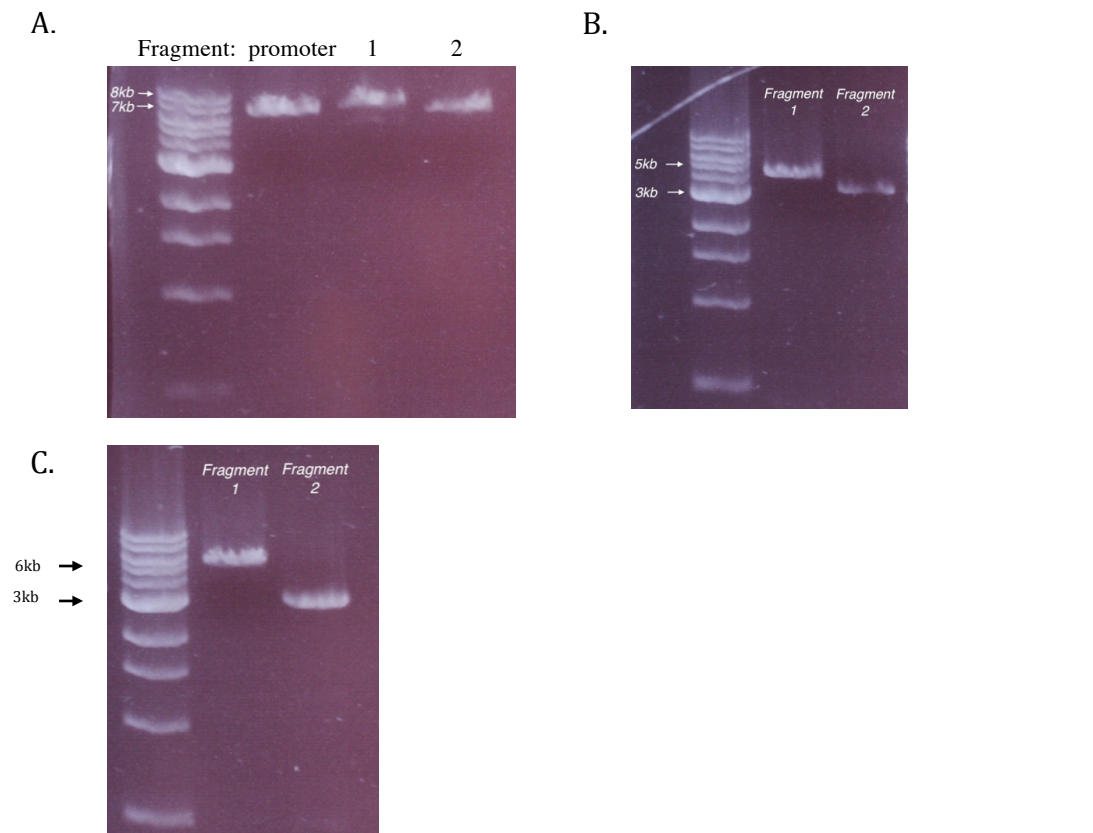 A.
Fragment: promoter 1 2
8kb
7kb
B.
Fragment 1
Fragment 2
5kb
3kb
C.
Fragment 1
Fragment 2
6kb
3kb